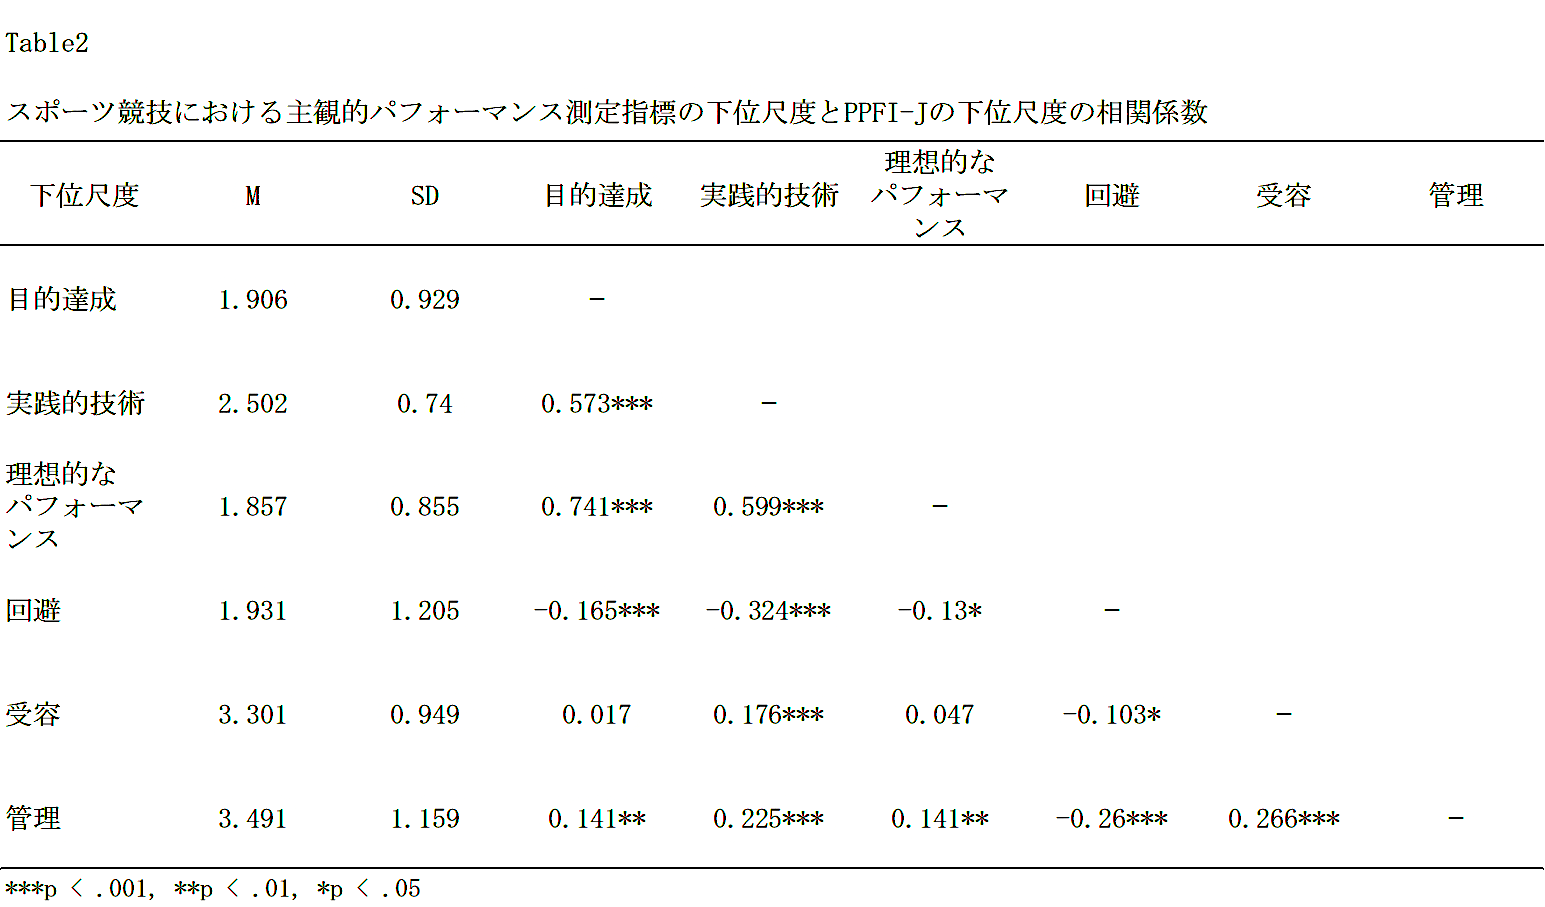 Table2
スポーツ競技における主観的パフォーマンス測定指標の下位尺度とPPFI-Jの下位尺度の相関係数
下位尺度 M SD 目的達成 実践的技術 理想的な パフォーマ ンス 回避 受容 管理
目的達成 1.906 0.929 −
実践的技術 2.502 0.74 0.573*** −
理想的な
パフォーマ 1.857 0.855 0.741*** 0.599*** −
ンス
回避 1.931 1.205 -0.165*** -0.324*** -0.13* −
受容 3.301 0.949 0.017 0.176*** 0.047 -0.103* −
管理 3.491 1.159 0.141** 0.225*** 0.141** -0.26*** 0.266*** −
***p < .001, **p < .01, *p < .05